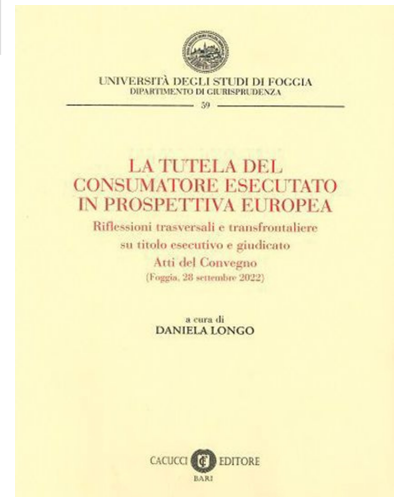 UNIVERSITÀ DEGLI STUDI DI FOGGIA
DIPARTIMENTO DI GIURISPRUDENZA
59
LA TUTELA DEL
CONSUMATORE ESECUTATO
IN PROSPETTIVA EUROPEA
Riflessioni trasversali e transfrontaliere
su titolo esecutivo e giudicato
Atti del Convegno
(Foggia, 28 settembre 2022)
a cura di
DANIELA LONGO
CACUCCI EDITORE
BARI